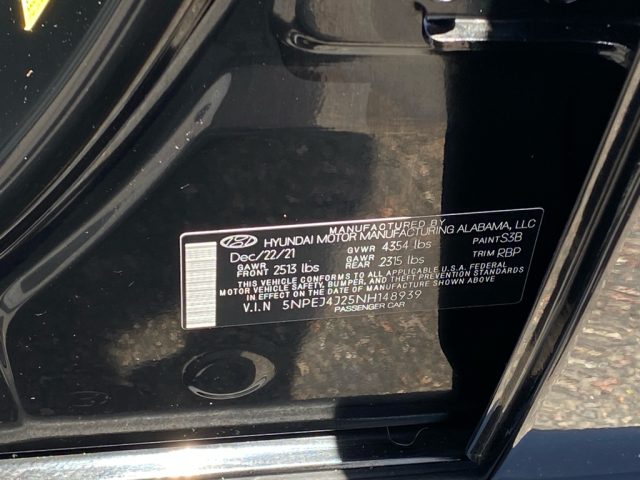 MANUFACTURED BY
HYUNDAI MOTOR MANUFACTURING ALABAMA, LLC
Dec/22/21 GVWR 4354 lbs PAINT S3B
GAWR FRONT 2513 lbs GAWR REAR 2315 lbs TRIM RBP
THIS VEHICLE CONFORMS TO ALL APPLICABLE U.S.A. FEDERAL
MOTOR VEHICLE SAFETY, BUMPER, AND THEFT PREVENTION STANDARDS
IN EFFECT ON THE DATE OF MANUFACTURE SHOWN ABOVE
V.I.N 5NPEJ4J25NH148939
PASSENGER CAR